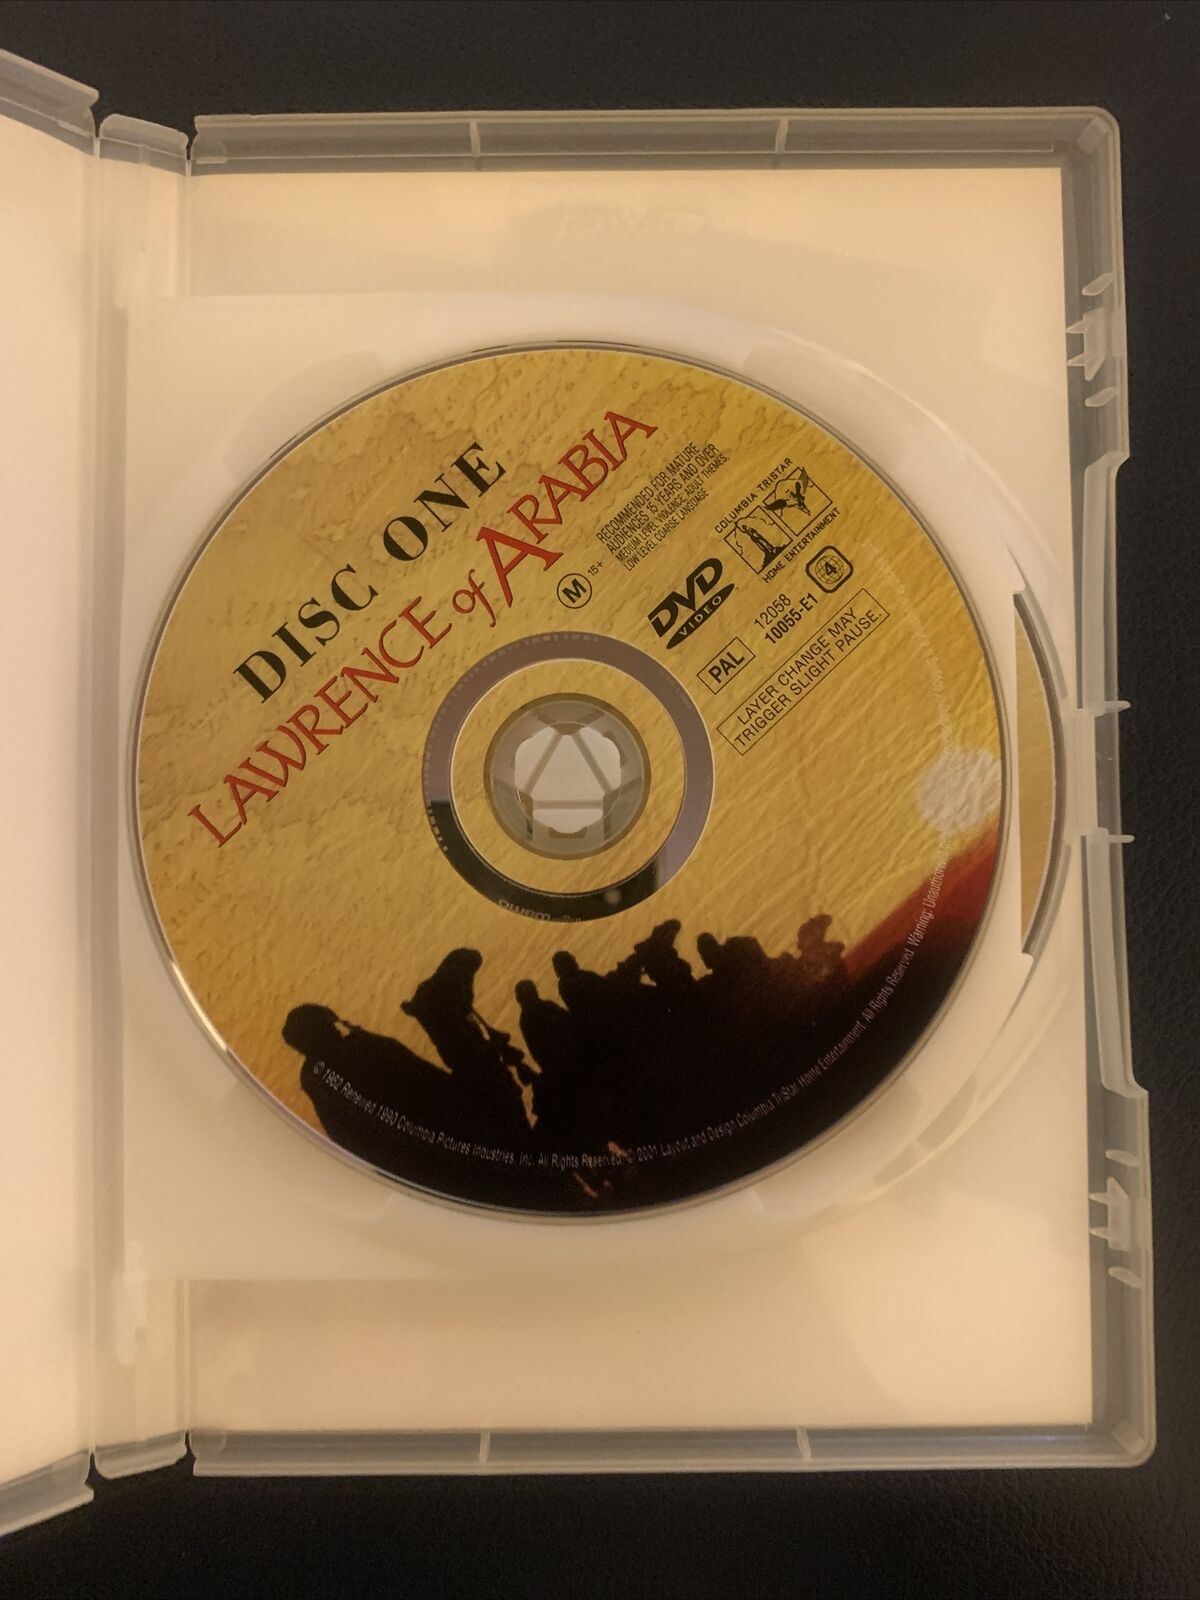 DISC ONE
LAWRENCE of ARABIA
M 15+
RECOMMENDED FOR MATURE
AUDIENCES 15 YEARS AND OVER
MEDIUM LEVEL VIOLENCE, ADULT THEMES,
LOW LEVEL COARSE LANGUAGE
COLUMBIA TRISTAR
HOME ENTERTAINMENT
DVD
VIDEO
4
PAL
12058
10055-E1
LAYER CHANGE MAY
TRIGGER SLIGHT PAUSE.
© 1962 Renewed 1990 Columbia Pictures Industries, Inc. All Rights Reserved. © 2001 Layout and Design Columbia TriStar Home Entertainment. All Rights Reserved. Warning: